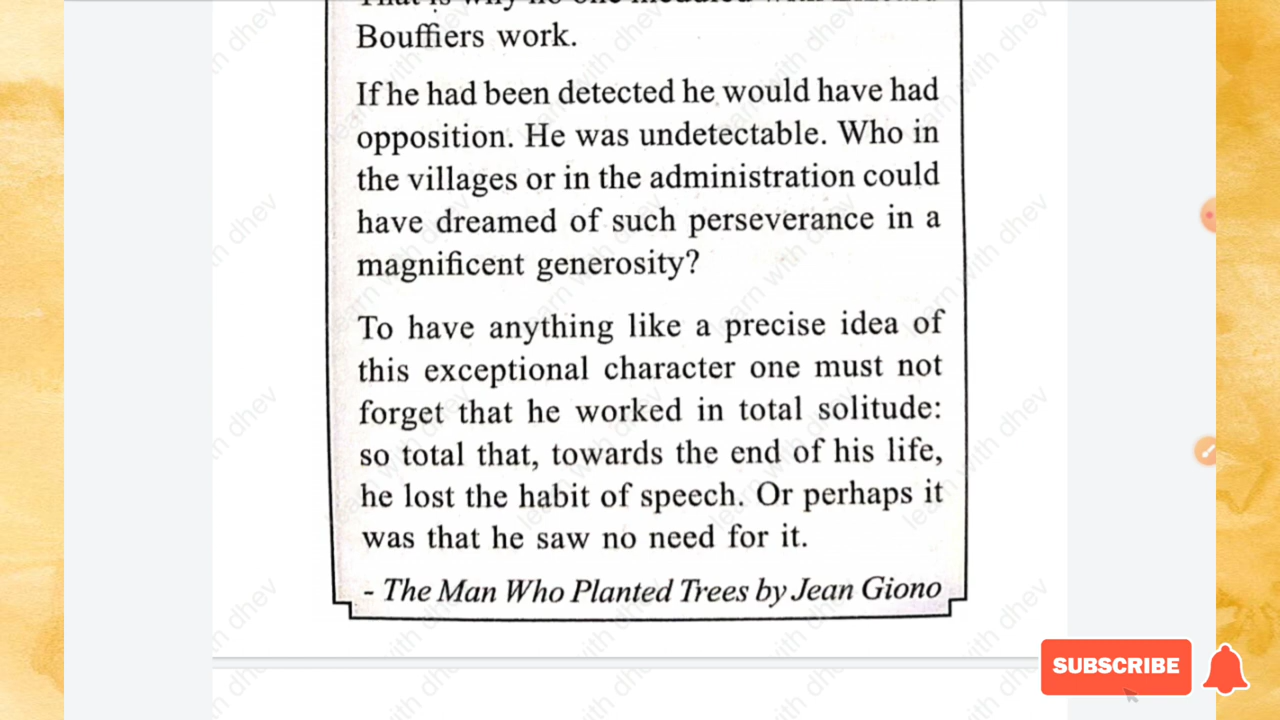 Bouffiers work.
If he had been detected he would have had
opposition. He was undetectable. Who in
the villages or in the administration could
have dreamed of such perseverance in a
magnificent generosity?
To have anything like a precise idea of
this exceptional character one must not
forget that he worked in total solitude:
so total that, towards the end of his life,
he lost the habit of speech. Or perhaps it
was that he saw no need for it.
- The Man Who Planted Trees by Jean Giono
SUBSCRIBE
learn with dhev